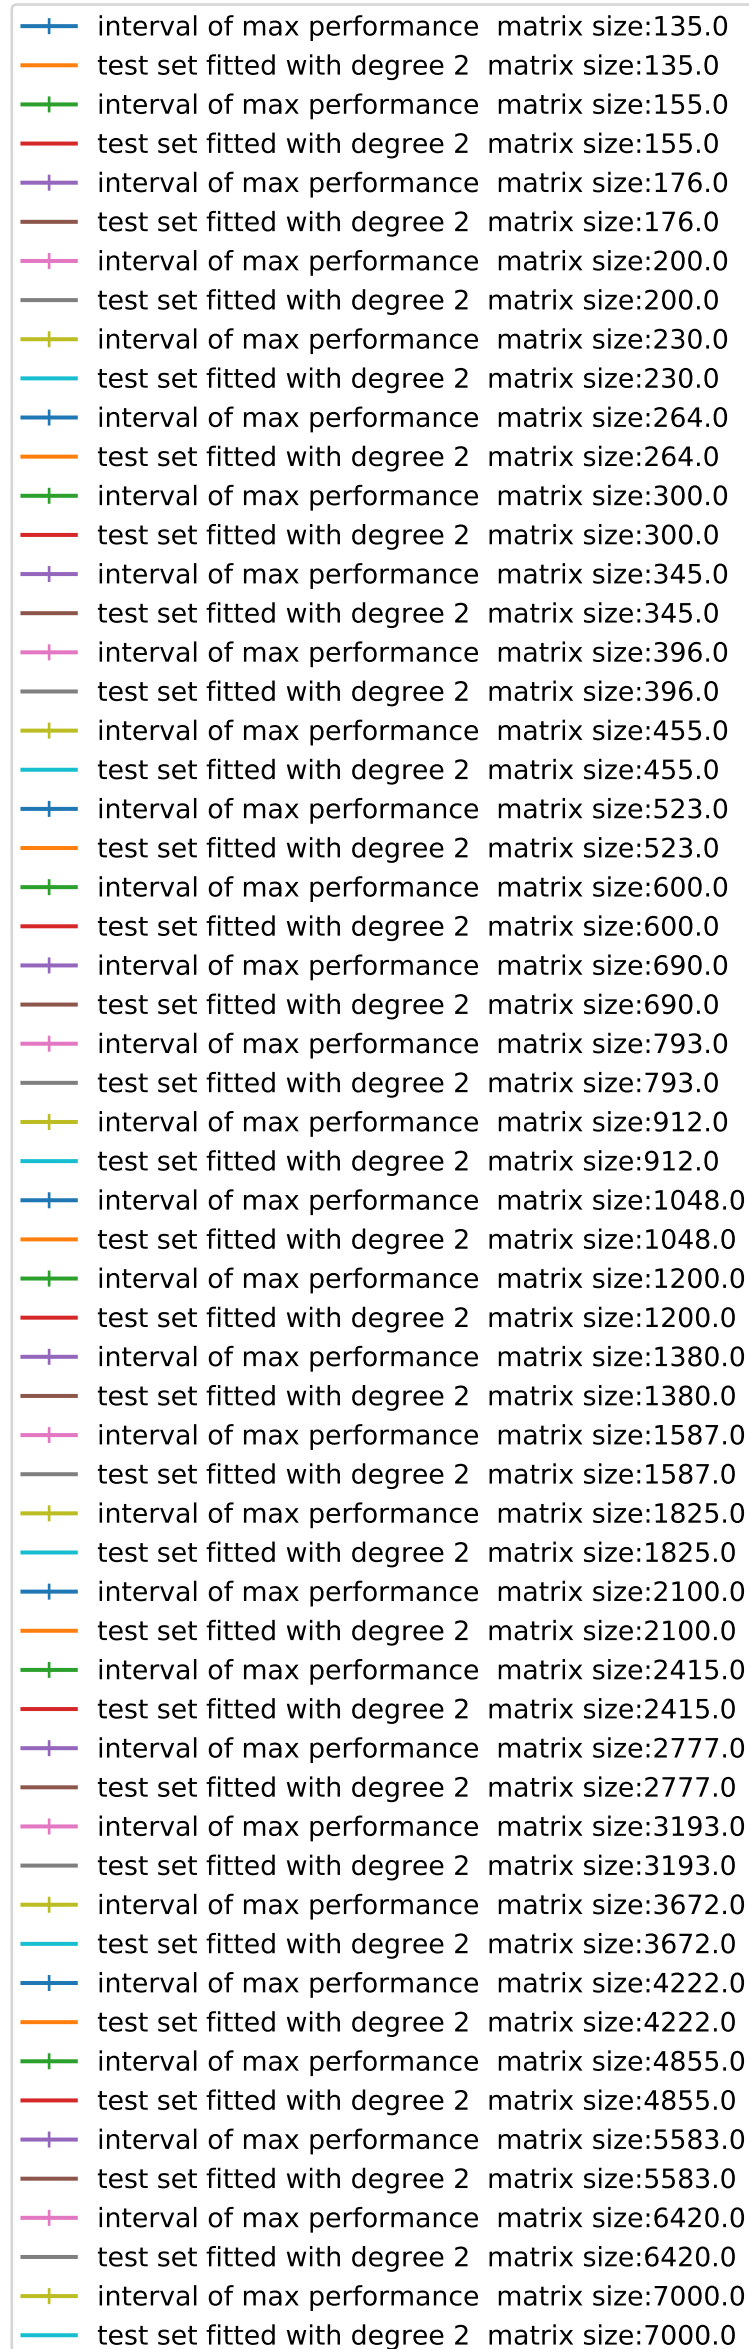 interval of max performance  matrix size:135.0
test set fitted with degree 2  matrix size:135.0
interval of max performance  matrix size:155.0
test set fitted with degree 2  matrix size:155.0
interval of max performance  matrix size:176.0
test set fitted with degree 2  matrix size:176.0
interval of max performance  matrix size:200.0
test set fitted with degree 2  matrix size:200.0
interval of max performance  matrix size:230.0
test set fitted with degree 2  matrix size:230.0
interval of max performance  matrix size:264.0
test set fitted with degree 2  matrix size:264.0
interval of max performance  matrix size:300.0
test set fitted with degree 2  matrix size:300.0
interval of max performance  matrix size:345.0
test set fitted with degree 2  matrix size:345.0
interval of max performance  matrix size:396.0
test set fitted with degree 2  matrix size:396.0
interval of max performance  matrix size:455.0
test set fitted with degree 2  matrix size:455.0
interval of max performance  matrix size:523.0
test set fitted with degree 2  matrix size:523.0
interval of max performance  matrix size:600.0
test set fitted with degree 2  matrix size:600.0
interval of max performance  matrix size:690.0
test set fitted with degree 2  matrix size:690.0
interval of max performance  matrix size:793.0
test set fitted with degree 2  matrix size:793.0
interval of max performance  matrix size:912.0
test set fitted with degree 2  matrix size:912.0
interval of max performance  matrix size:1048.0
test set fitted with degree 2  matrix size:1048.0
interval of max performance  matrix size:1200.0
test set fitted with degree 2  matrix size:1200.0
interval of max performance  matrix size:1380.0
test set fitted with degree 2  matrix size:1380.0
interval of max performance  matrix size:1587.0
test set fitted with degree 2  matrix size:1587.0
interval of max performance  matrix size:1825.0
test set fitted with degree 2  matrix size:1825.0
interval of max performance  matrix size:2100.0
test set fitted with degree 2  matrix size:2100.0
interval of max performance  matrix size:2415.0
test set fitted with degree 2  matrix size:2415.0
interval of max performance  matrix size:2777.0
test set fitted with degree 2  matrix size:2777.0
interval of max performance  matrix size:3193.0
test set fitted with degree 2  matrix size:3193.0
interval of max performance  matrix size:3672.0
test set fitted with degree 2  matrix size:3672.0
interval of max performance  matrix size:4222.0
test set fitted with degree 2  matrix size:4222.0
interval of max performance  matrix size:4855.0
test set fitted with degree 2  matrix size:4855.0
interval of max performance  matrix size:5583.0
test set fitted with degree 2  matrix size:5583.0
interval of max performance  matrix size:6420.0
test set fitted with degree 2  matrix size:6420.0
interval of max performance  matrix size:7000.0
test set fitted with degree 2  matrix size:7000.0